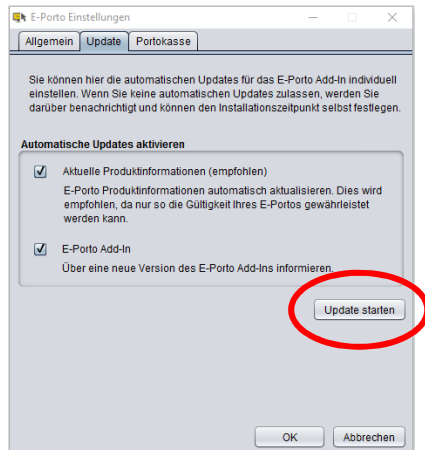 E-Porto Einstellungen
Allgemein Update Portokasse
Sie können hier die automatischen Updates für das E-Porto Add-In individuell
einstellen. Wenn Sie keine automatischen Updates zulassen, werden Sie
darüber benachrichtigt und können den Installationszeitpunkt selbst festlegen.
Automatische Updates aktivieren
Aktuelle Produktinformationen (empfohlen)
E-Porto Produktinformationen automatisch aktualisieren. Dies wird
empfohlen, da nur so die Gültigkeit Ihres E-Portos gewährleistet
werden kann.
E-Porto Add-In
Über eine neue Version des E-Porto Add-Ins informieren.
Update starten
OK Abbrechen